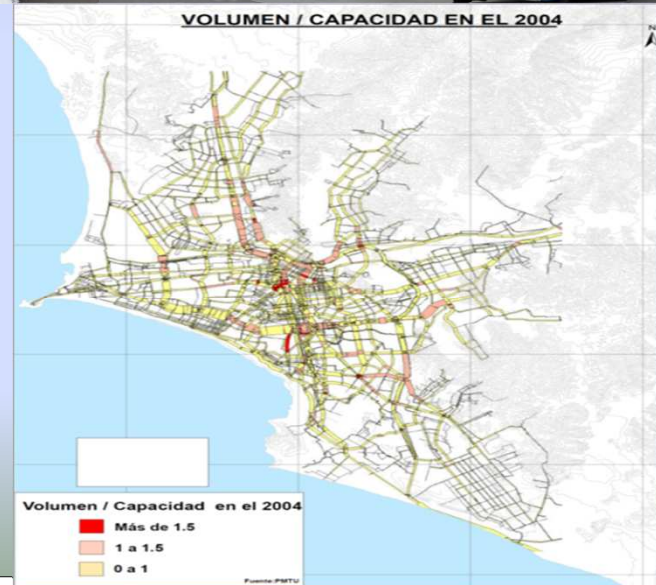 VOLUMEN / CAPACIDAD EN EL 2004
N
Volumen / Capacidad en el 2004
Más de 1.5
1 a 1.5
0 a 1
Fuente:PMTU